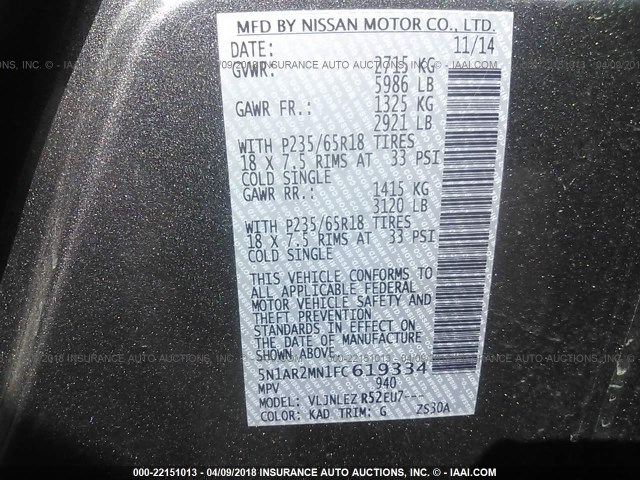 MFD BY NISSAN MOTOR CO., LTD.
DATE: 11/14
GVWR: 2715 KG
5986 LB
GAWR FR.: 1325 KG
2921 LB
WITH P235/65R18 TIRES
18 X 7.5 RIMS AT 33 PSI
COLD SINGLE
GAWR RR.: 1415 KG
3120 LB
WITH P235/65R18 TIRES
18 X 7.5 RIMS AT 33 PSI
COLD SINGLE
THIS VEHICLE CONFORMS TO
ALL APPLICABLE FEDERAL
MOTOR VEHICLE SAFETY AND
THEFT PREVENTION
STANDARDS IN EFFECT ON
THE DATE OF MANUFACTURE
SHOWN ABOVE.
5N1AR2MN1FC619334
MPV 940
MODEL: VLJNLEZ R52EU7---
COLOR: KAD TRIM: G ZS30A
000-22151013 - 04/09/2018 INSURANCE AUTO AUCTIONS, INC. © - IAAI.COM